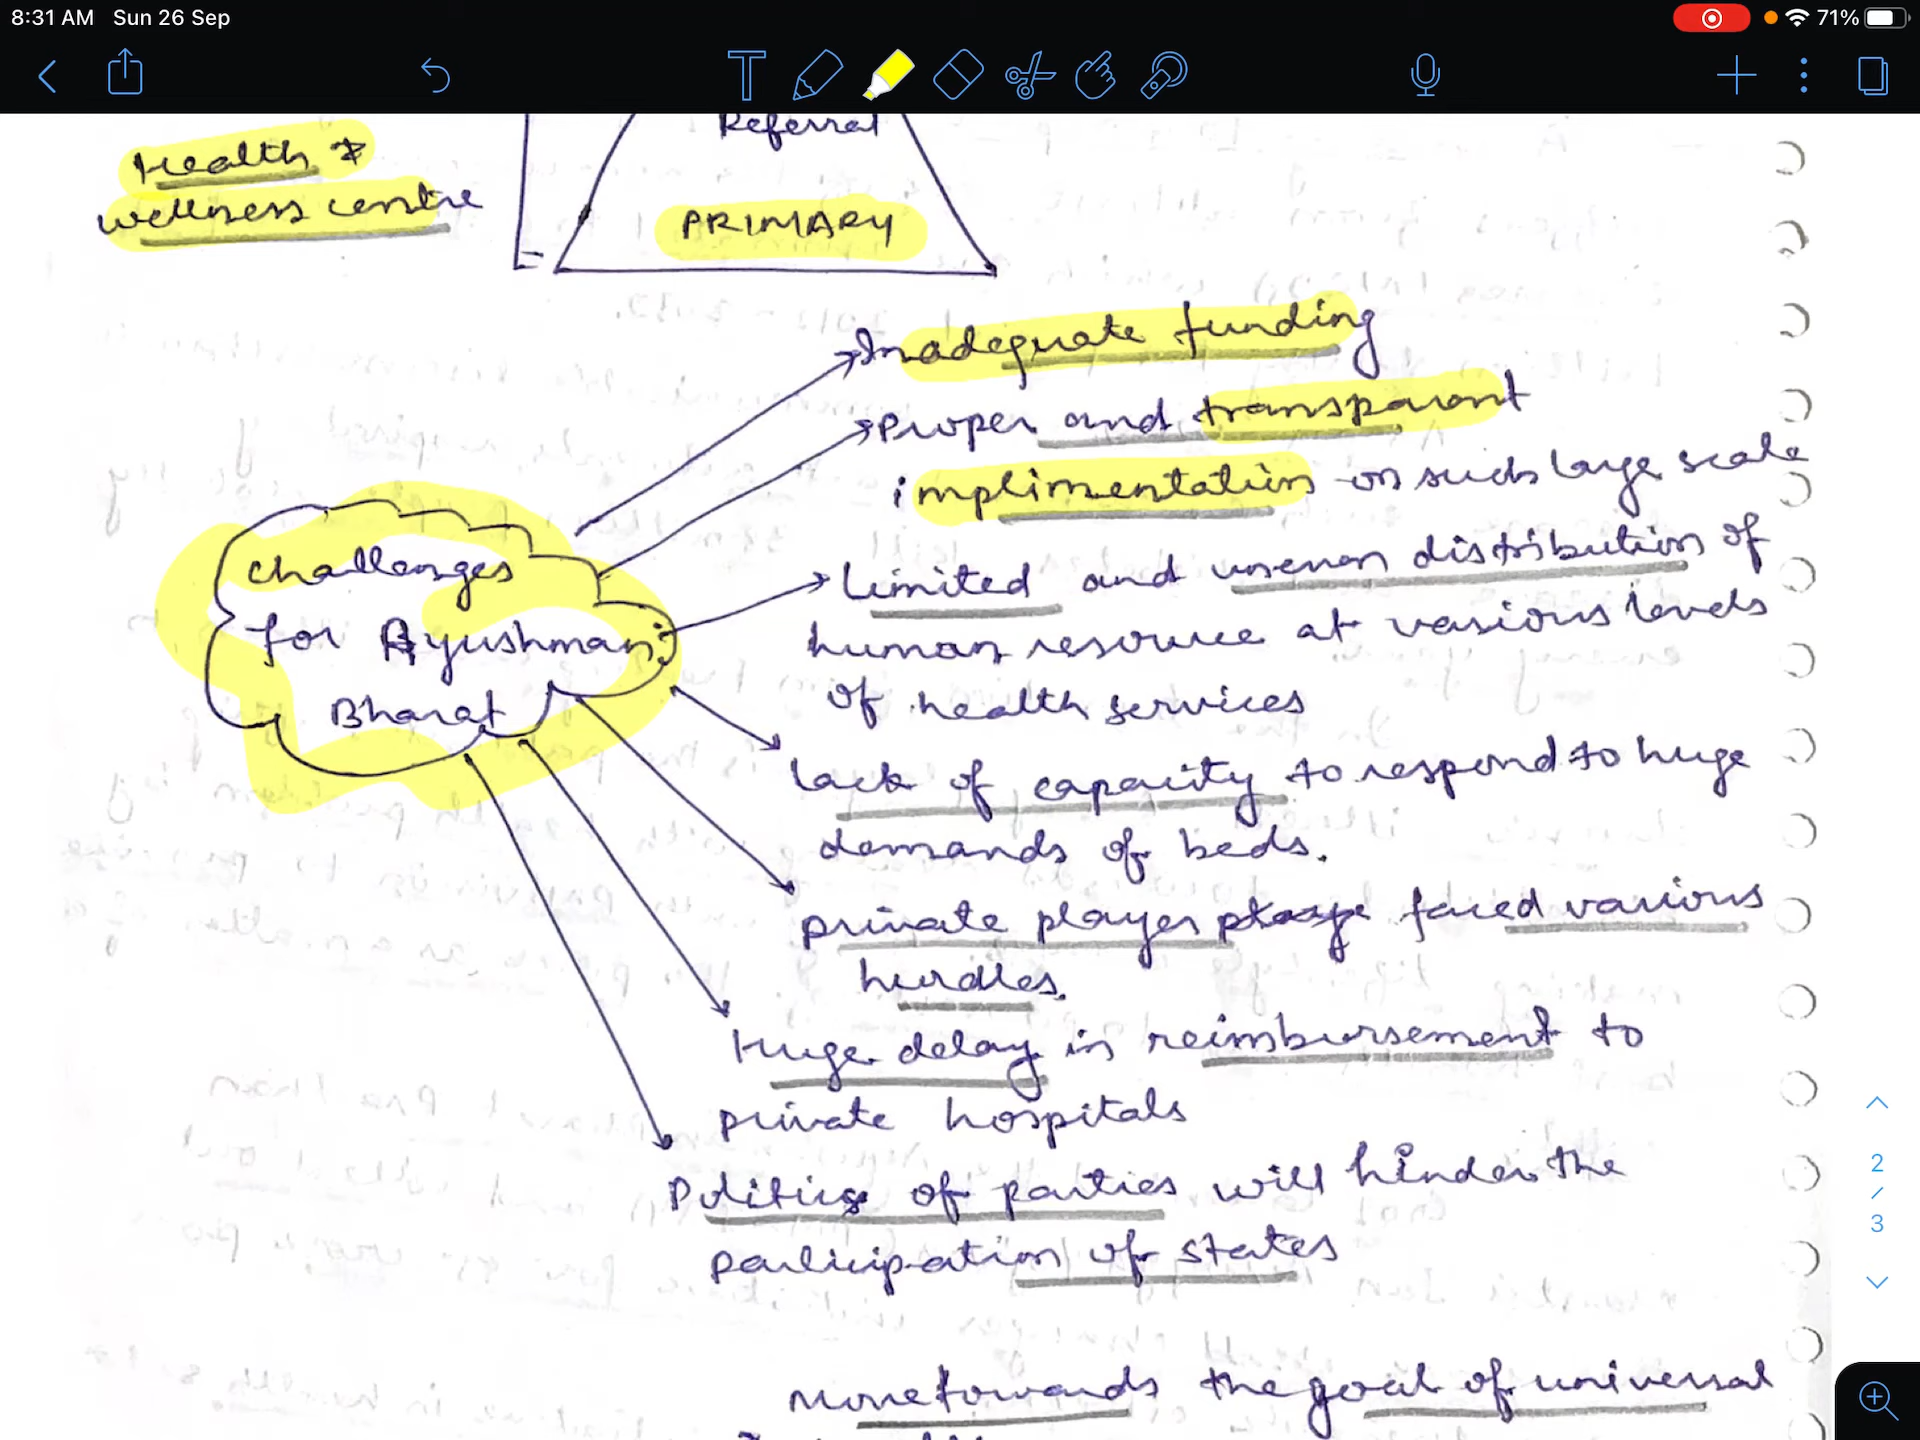 8:31 AM Sun 26 Sep
71%
T
Referral
Health &
wellness centre
PRIMARY
Inadequate funding
Proper and transparent
implimentation on such large scale
Limited and uneven distribution of
human resource at various levels
of health services
Challenges
for Ayushman
Bharat
lack of capacity to respond to huge
demands of beds.
private player faced various
hurdles.
Huge delay in reimbursement to
private hospitals
Politics of parties will hinder the
participation of states
2
/
3
Move towards the goal of universal